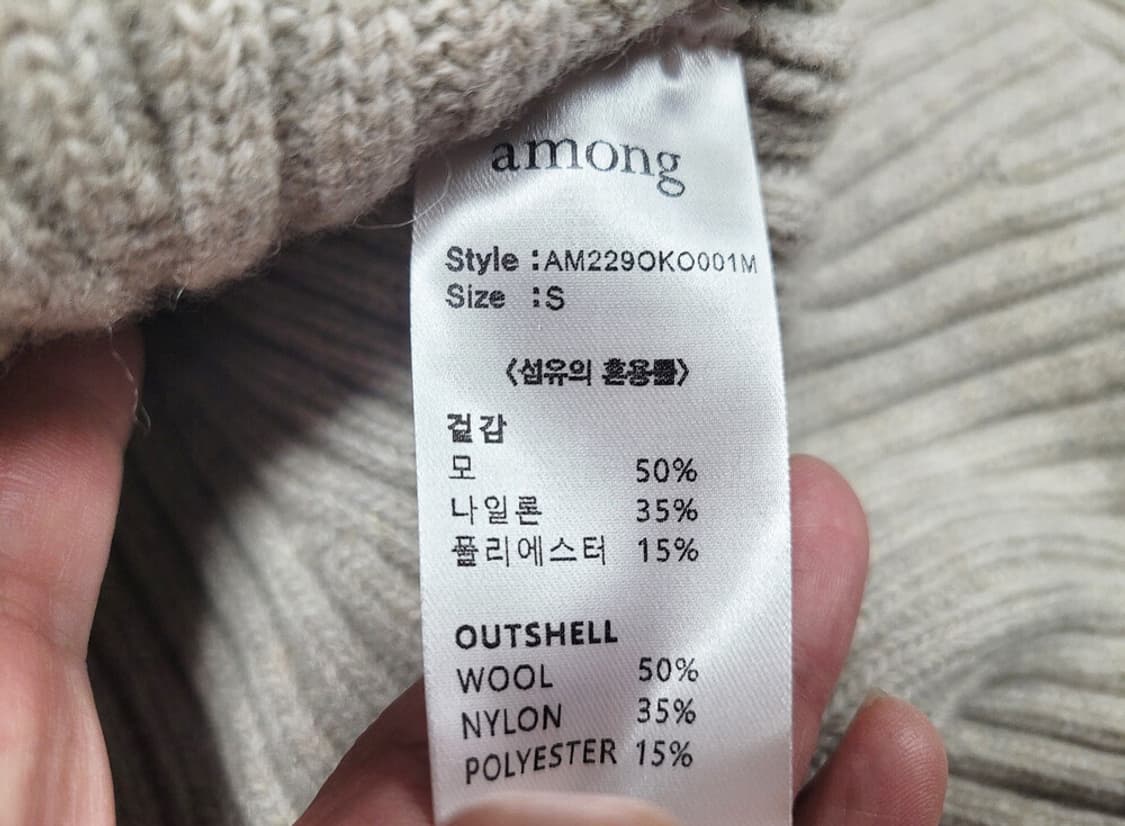 among
Style :AM229OKO001M
Size :S
<섬유의 혼용률>
겉감
모 50%
나일론 35%
폴리에스터 15%
OUTSHELL
WOOL 50%
NYLON 35%
POLYESTER 15%